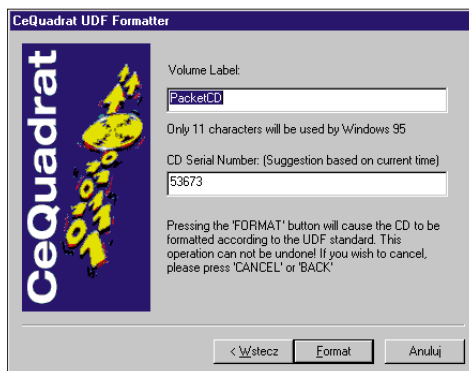 CeQuadrat UDF Formatter
CeQuadrat
Volume Label:
PacketCD
Only 11 characters will be used by Windows 95
CD Serial Number: (Suggestion based on current time)
53673
Pressing the 'FORMAT' button will cause the CD to be
formatted according to the UDF standard. This
operation can not be undone! If you wish to cancel,
please press 'CANCEL' or 'BACK'
< Wstecz
Format
Anuluj